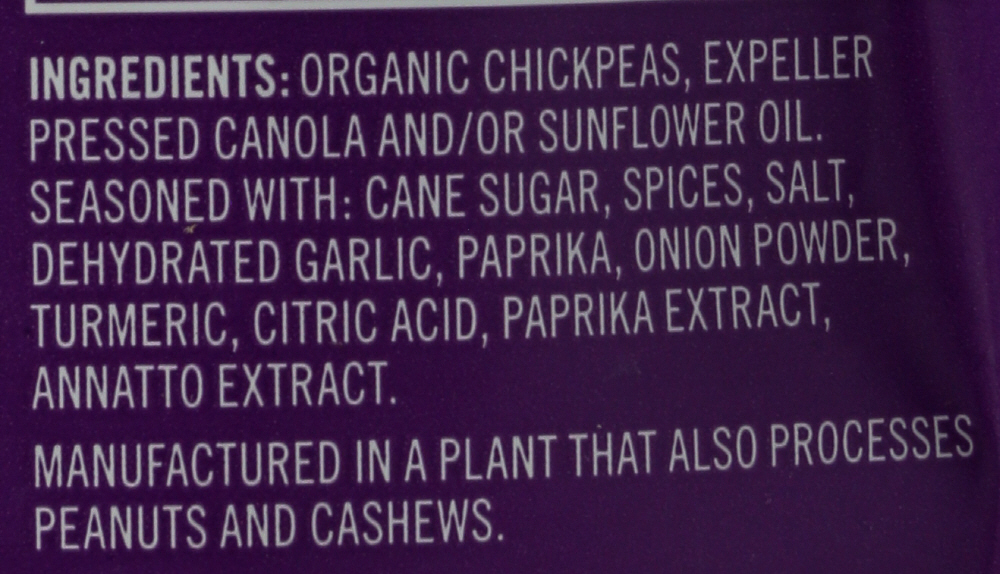 INGREDIENTS: ORGANIC CHICKPEAS, EXPELLER
PRESSED CANOLA AND/OR SUNFLOWER OIL.
SEASONED WITH: CANE SUGAR, SPICES, SALT,
DEHYDRATED GARLIC, PAPRIKA, ONION POWDER,
TURMERIC, CITRIC ACID, PAPRIKA EXTRACT,
ANNATTO EXTRACT.
MANUFACTURED IN A PLANT THAT ALSO PROCESSES
PEANUTS AND CASHEWS.